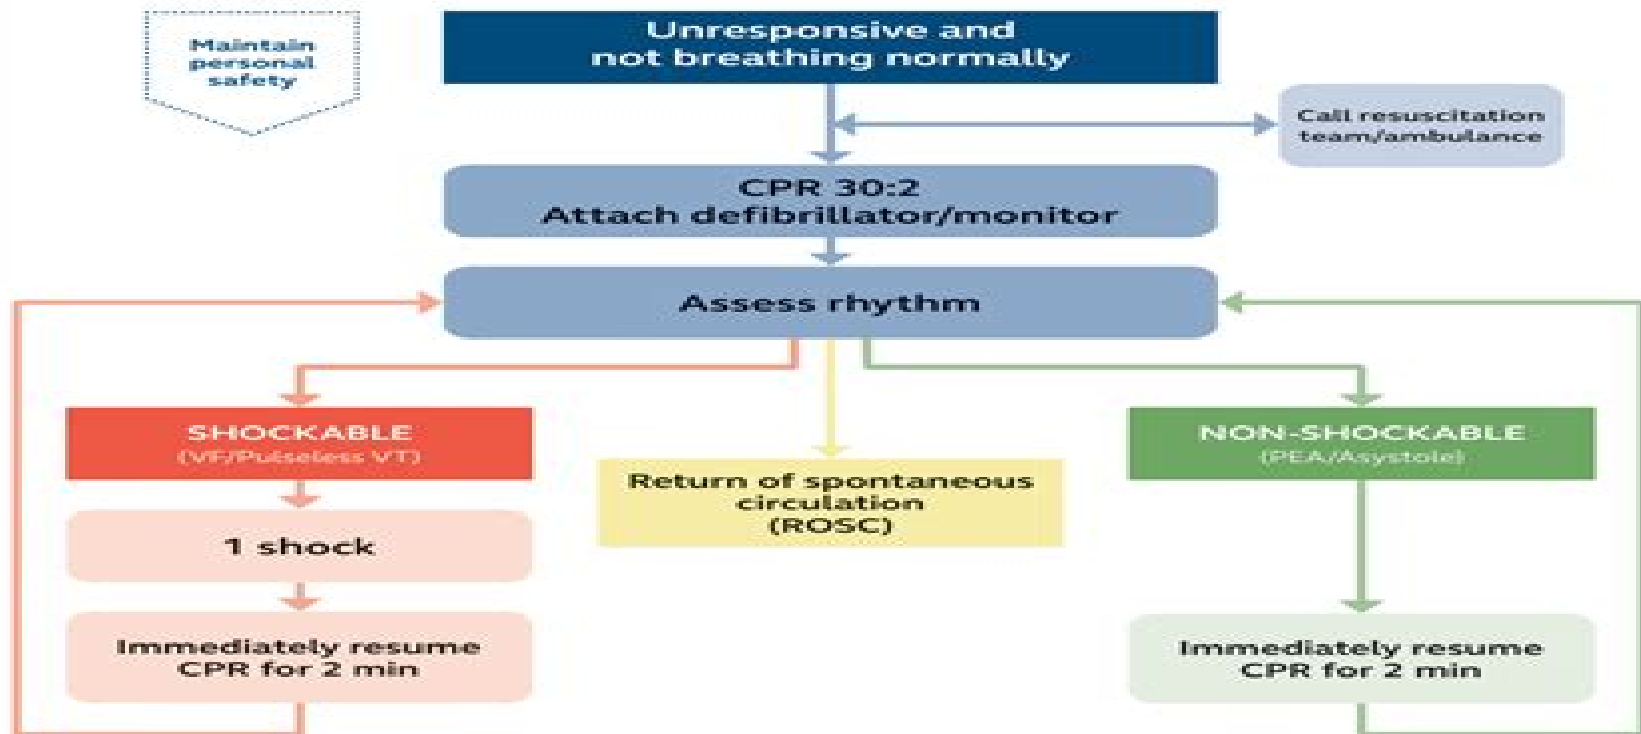 Maintain
personal
safety
Unresponsive and
not breathing normally
Call resuscitation
team/ambulance
CPR 30:2
Attach defibrillator/monitor
Assess rhythm
SHOCKABLE
(VF/Pulseless VT)
1 shock
Immediately resume
CPR for 2 min
Return of spontaneous
circulation
(ROSC)
NON-SHOCKABLE
(PEA/Asystole)
Immediately resume
CPR for 2 min